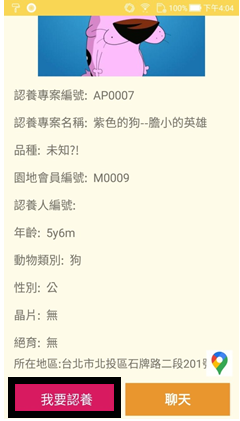 100% 下午4:04
認養專案編號: AP0007
認養專案名稱: 紫色的狗--膽小的英雄
品種: 未知?!
園地會員編號: M0009
認養人編號:
年齡: 5y6m
動物類別: 狗
性別: 公
晶片: 無
絕育: 無
所在地區:台北市北投區石牌路二段201號
我要認養 聊天